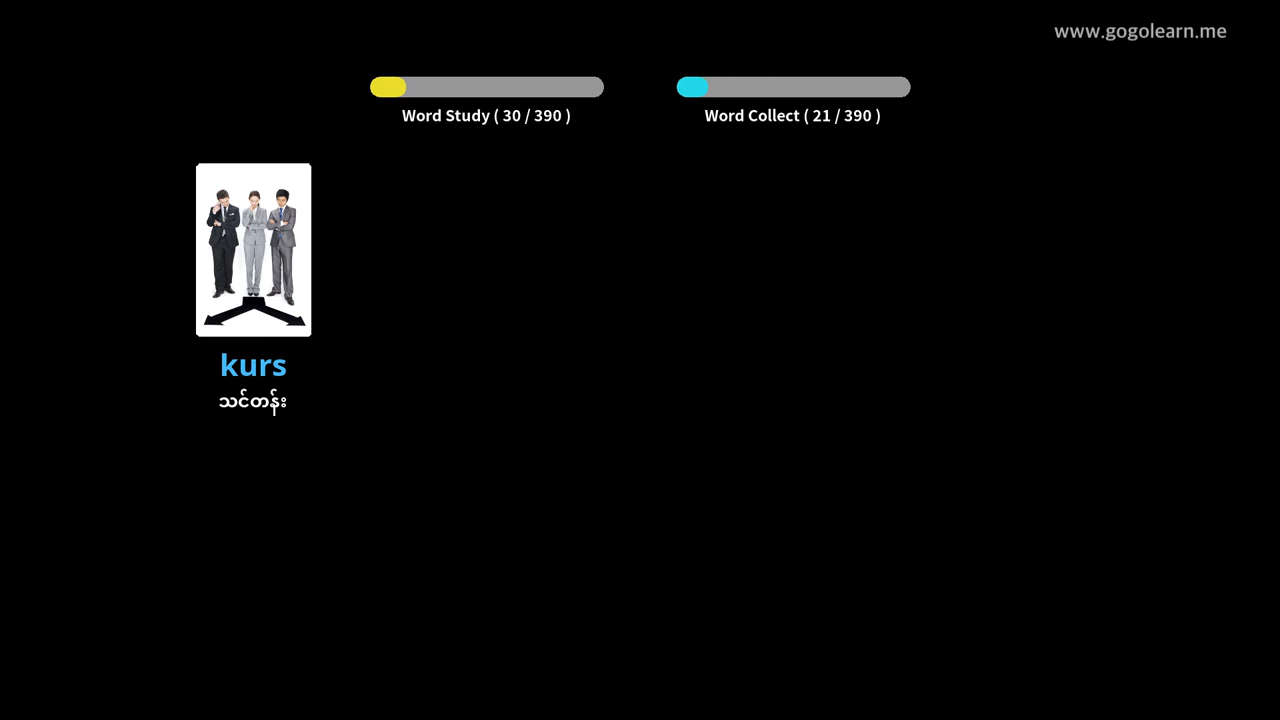 www.gogolearn.me
Word Study ( 30 / 390 )
Word Collect ( 21 / 390 )
kurs
သင်တန်း